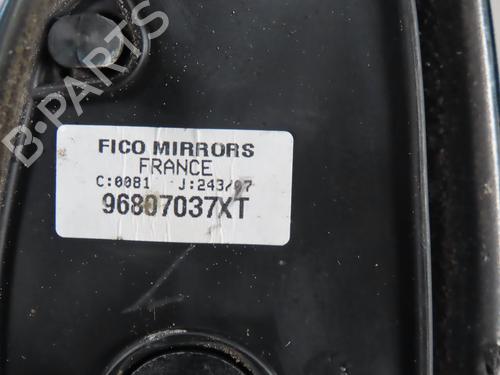 B-PARTS
FICO MIRRORS
FRANCE
C:0081 J:243/07
96807037XT